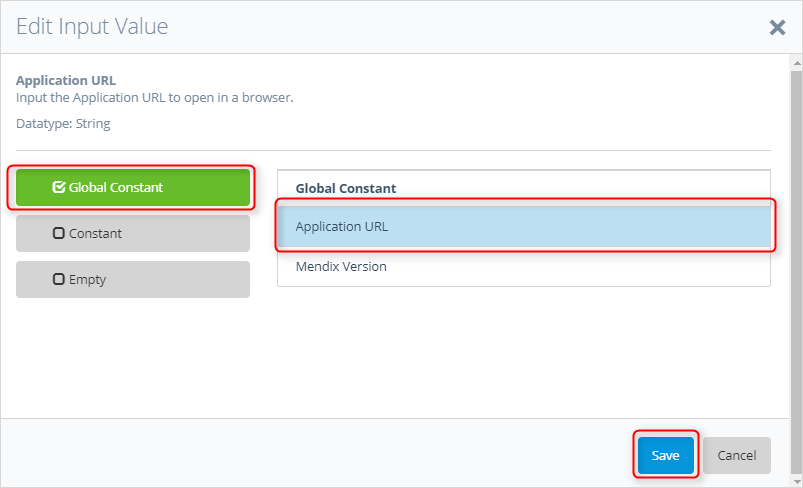 Edit Input Value
Application URL
Input the Application URL to open in a browser.
Datatype: String
Global Constant
Constant
Empty
Global Constant
Application URL
Mendix Version
Save
Cancel